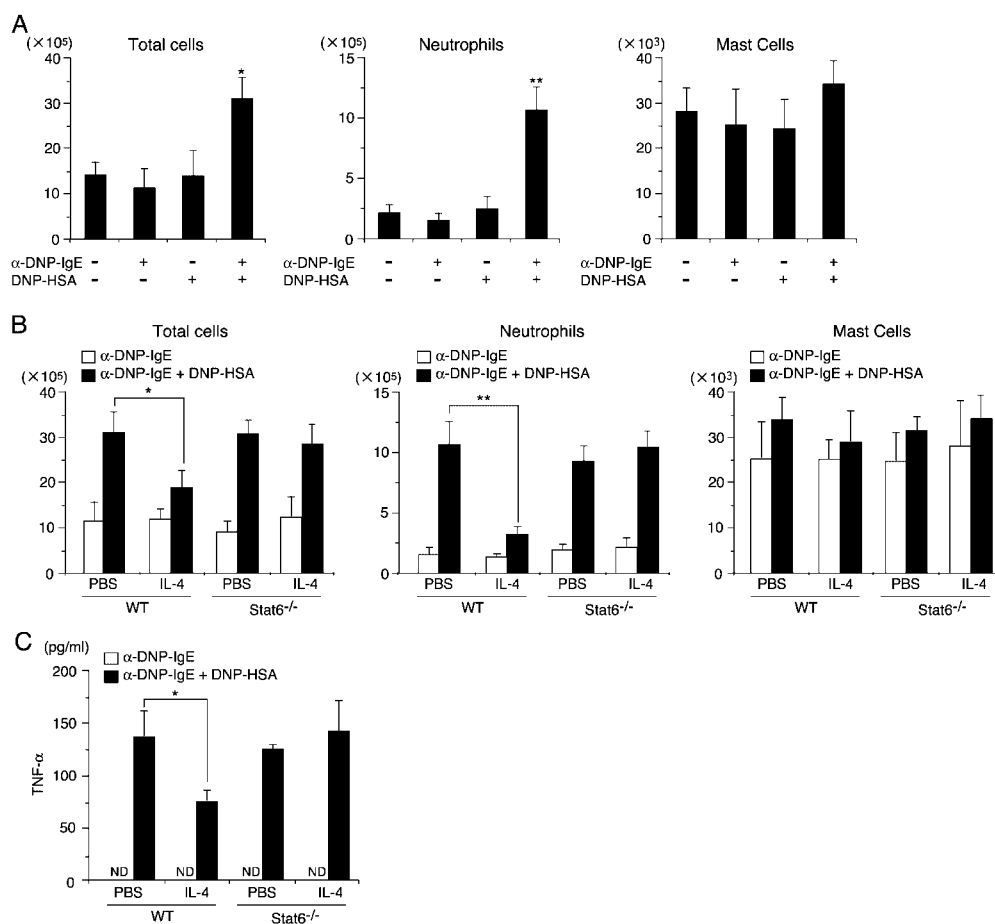 A
Total cells
Neutrophils
Mast Cells
(×10⁵)
40
30
20
10
0
*
(×10⁵)
15
10
5
0
**
(×10³)
40
30
20
10
0
α-DNP-IgE - + - + α-DNP-IgE - + - + α-DNP-IgE - + - +
DNP-HSA - - + + DNP-HSA - - + + DNP-HSA - - + +
B
Total cells
α-DNP-IgE
α-DNP-IgE + DNP-HSA
(×10⁵)
40
30
20
10
0
*
PBS IL-4 PBS IL-4
WT Stat6-/-
Neutrophils
α-DNP-IgE
α-DNP-IgE + DNP-HSA
(×10⁵)
15
10
5
0
**
PBS IL-4 PBS IL-4
WT Stat6-/-
Mast Cells
α-DNP-IgE
α-DNP-IgE + DNP-HSA
(×10³)
40
30
20
10
0
PBS IL-4 PBS IL-4
WT Stat6-/-
C
(pg/ml)
α-DNP-IgE
α-DNP-IgE + DNP-HSA
200
150
100
50
0
TNF-α
*
ND ND ND ND
PBS IL-4 PBS IL-4
WT Stat6-/-